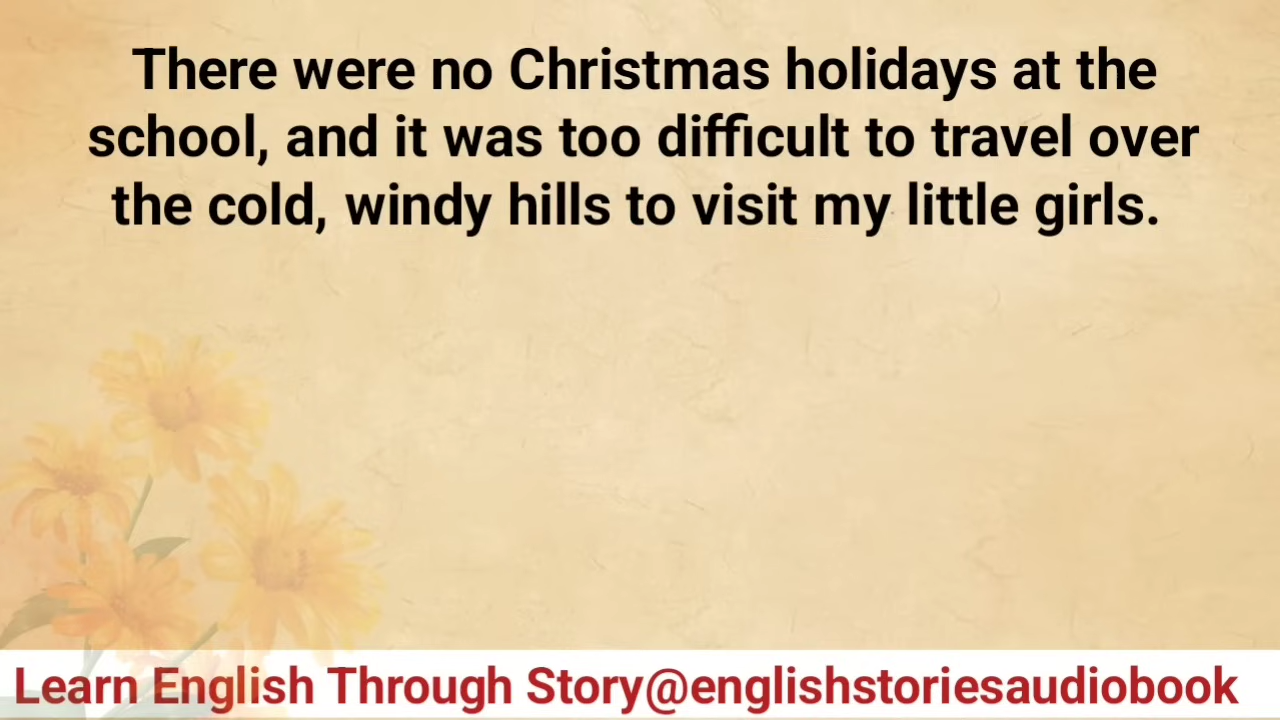 There were no Christmas holidays at the
school, and it was too difficult to travel over
the cold, windy hills to visit my little girls.
Learn English Through Story@englishstoriesaudiobook